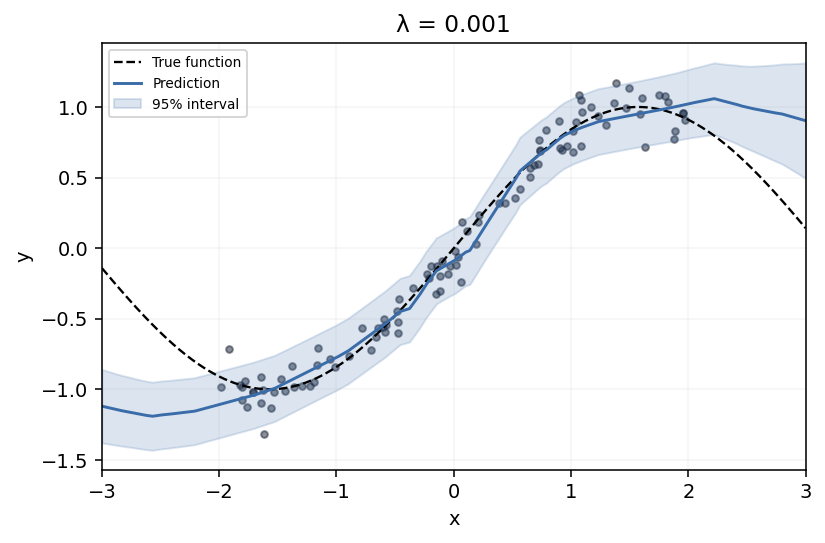 λ = 0.001
True function
Prediction
95% interval
y
1.0
0.5
0.0
−0.5
−1.0
−1.5
−3 −2 −1 0 1 2 3
x